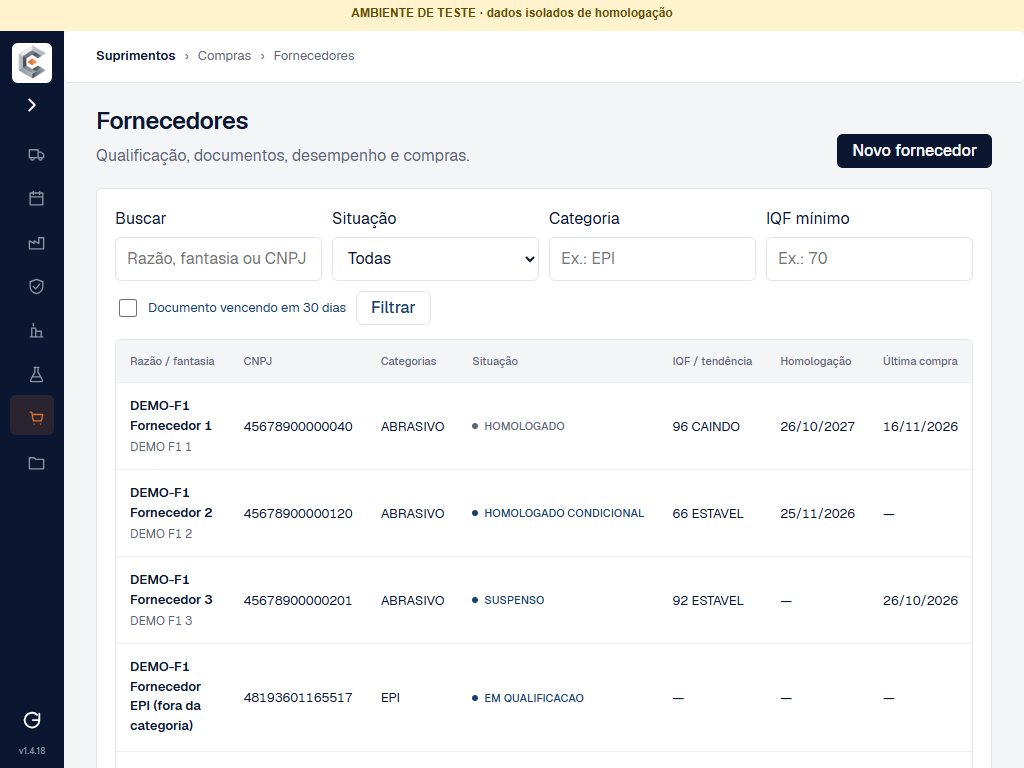 AMBIENTE DE TESTE · dados isolados de homologação
Suprimentos › Compras › Fornecedores
Fornecedores
Qualificação, documentos, desempenho e compras.
Novo fornecedor
Buscar Situação Categoria IQF mínimo
Razão, fantasia ou CNPJ Todas Ex.: EPI Ex.: 70
Documento vencendo em 30 dias Filtrar
Razão / fantasia CNPJ Categorias Situação IQF / tendência Homologação Última compra
DEMO-F1
Fornecedor 1 45678900000040 ABRASIVO HOMOLOGADO 96 CAINDO 26/10/2027 16/11/2026
DEMO F1 1
DEMO-F1
Fornecedor 2 45678900000120 ABRASIVO HOMOLOGADO CONDICIONAL 66 ESTAVEL 25/11/2026 —
DEMO F1 2
DEMO-F1
Fornecedor 3 45678900000201 ABRASIVO SUSPENSO 92 ESTAVEL — 26/10/2026
DEMO F1 3
DEMO-F1
Fornecedor
EPI (fora da
categoria) 48193601165517 EPI EM QUALIFICACAO — — —
v1.4.18